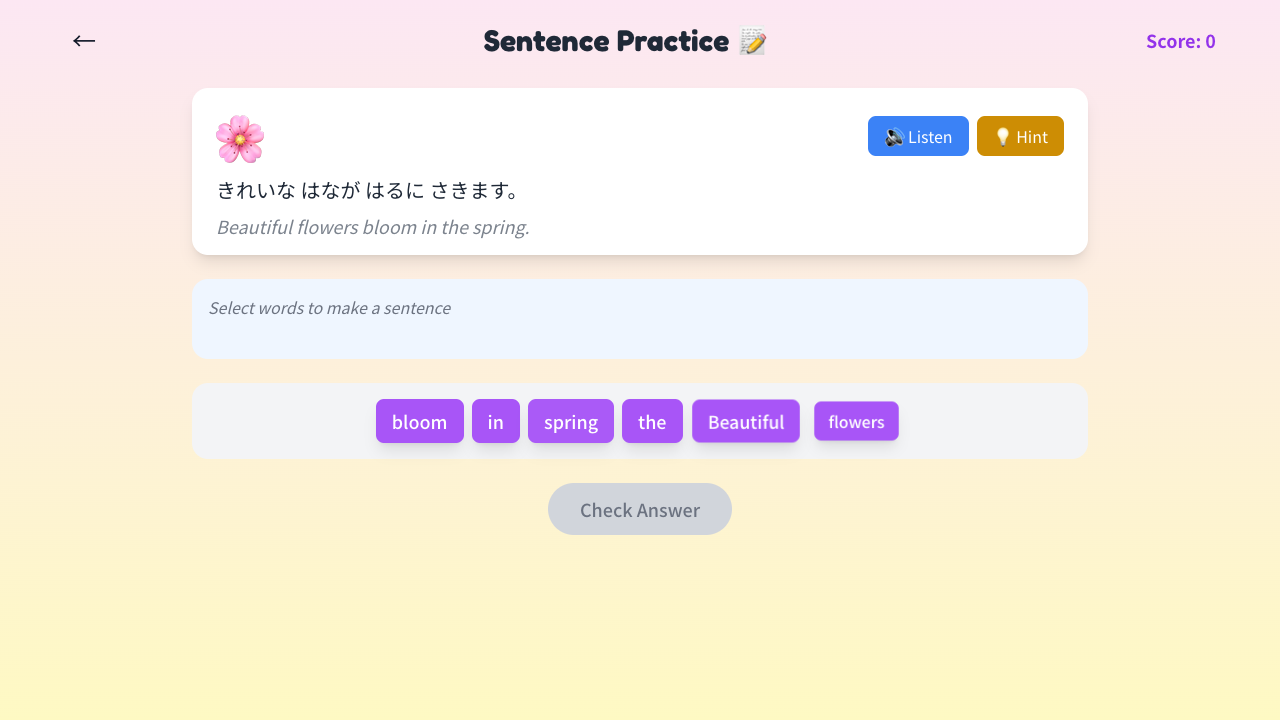 ←
Sentence Practice 📝
Score: 0
🌸
🔊 Listen
💡 Hint
きれいな はなが はるに さきます。
Beautiful flowers bloom in the spring.
Select words to make a sentence
bloom in spring the Beautiful flowers
Check Answer